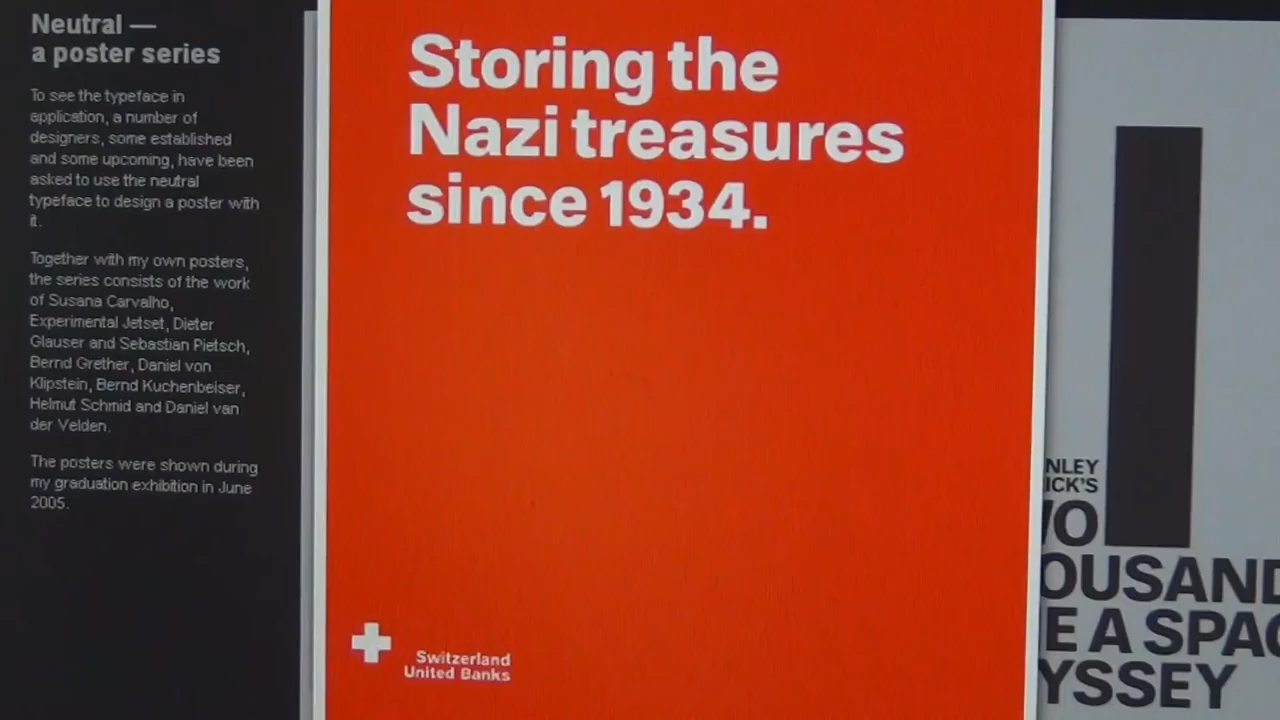 Neutral —
a poster series
To see the typeface in
application, a number of
designers, some established
and some upcoming, have been
asked to use the neutral
typeface to design a poster with
it.
Together with my own posters,
the series consists of the work
of Susana Carvalho,
Experimental Jetset, Dieter
Glauser and Sebastian Pietsch,
Bernd Grether, Daniel von
Klipstein, Bernd Kuchenbeiser,
Helmut Schmid and Daniel van
der Velden.
The posters were shown during
my graduation exhibition in June
2005.
Storing the
Nazi treasures
since 1934.
Switzerland
United Banks
NLEY
ICK'S
WO
OUSAND
E A SPAC
YSSEY